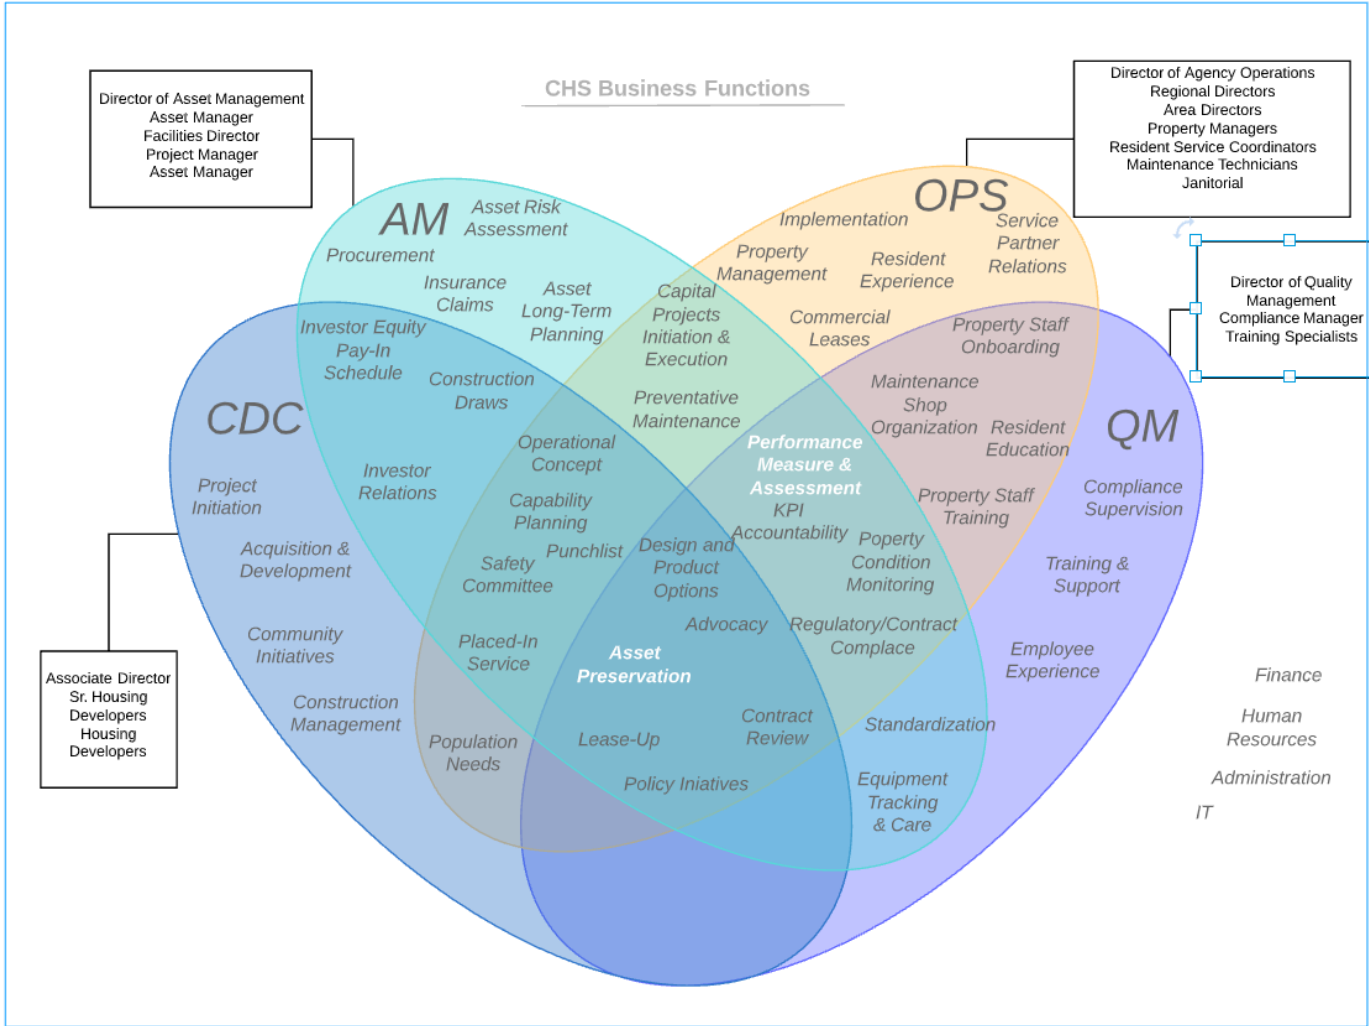 CHS Business Functions
Director of Asset Management
Asset Manager
Facilities Director
Project Manager
Asset Manager
Director of Agency Operations
Regional Directors
Area Directors
Property Managers
Resident Service Coordinators
Maintenance Technicians
Janitorial
Director of Quality
Management
Compliance Manager
Training Specialists
Associate Director
Sr. Housing
Developers
Housing
Developers
AM
Asset Risk
Assessment
Procurement
Insurance
Claims
Asset
Long-Term
Planning
OPS
Implementation
Service
Partner
Relations
Property
Management
Resident
Experience
Commercial
Leases
Capital
Projects
Initiation &
Execution
Preventative
Maintenance
Investor Equity
Pay-In
Schedule
Construction
Draws
Investor
Relations
CDC
Project
Initiation
Acquisition &
Development
Community
Initiatives
Construction
Management
Operational
Concept
Capability
Planning
Punchlist
Safety
Committee
Placed-In
Service
Population
Needs
Property Staff
Onboarding
Maintenance
Shop
Organization
Resident
Education
Property Staff
Training
QM
Compliance
Supervision
Training &
Support
Employee
Experience
Performance
Measure &
Assessment
KPI
Accountability
Poperty
Condition
Monitoring
Regulatory/Contract
Complace
Design and
Product
Options
Advocacy
Asset
Preservation
Lease-Up
Contract
Review
Policy Iniatives
Standardization
Equipment
Tracking
& Care
Finance
Human
Resources
Administration
IT